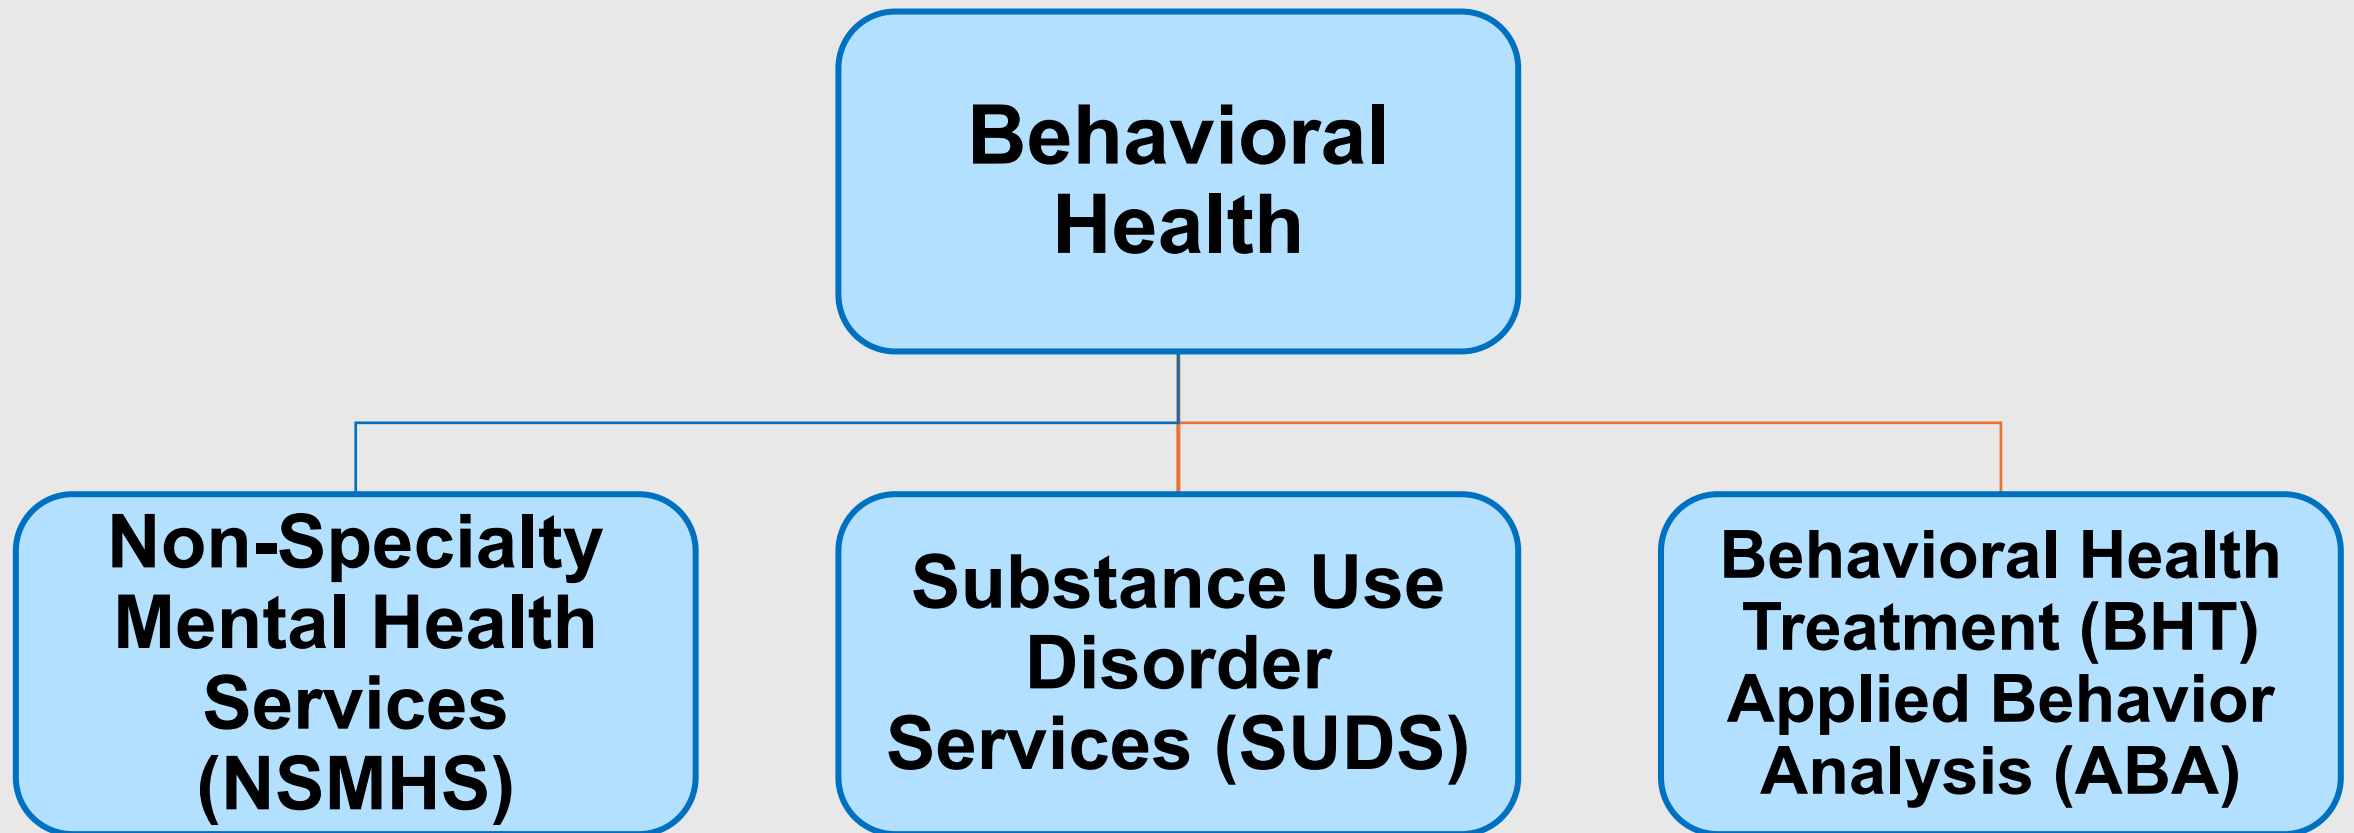 Behavioral
Health
Non-Specialty
Mental Health
Services
(NSMHS)
Substance Use
Disorder
Services (SUDS)
Behavioral Health
Treatment (BHT)
Applied Behavior
Analysis (ABA)